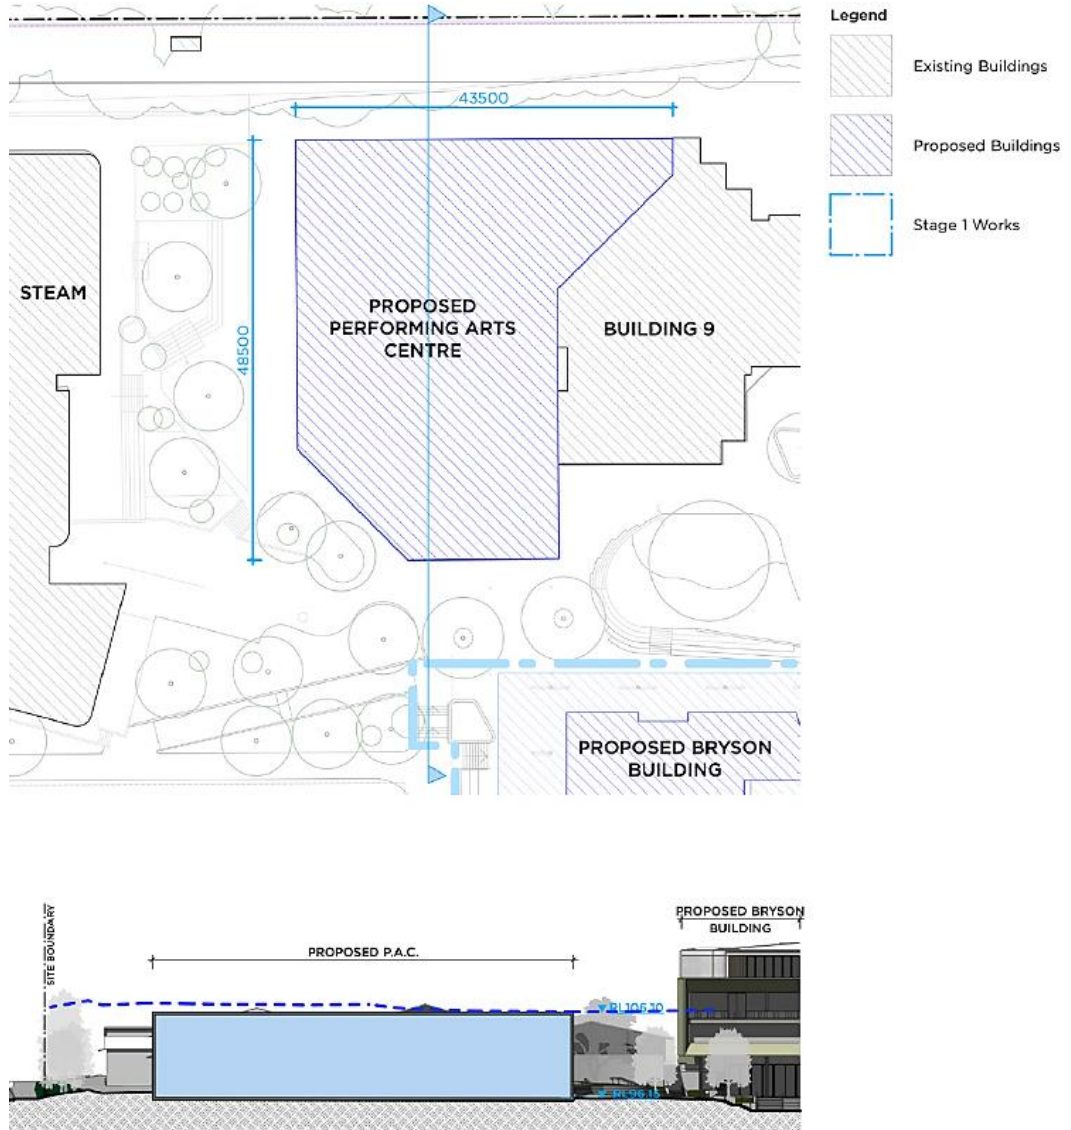 Legend
Existing Buildings
Proposed Buildings
Stage 1 Works
43500
48500
STEAM
PROPOSED
PERFORMING ARTS
CENTRE
BUILDING 9
PROPOSED BRYSON
BUILDING
SITE BOUNDARY
PROPOSED P.A.C.
PROPOSED BRYSON
BUILDING